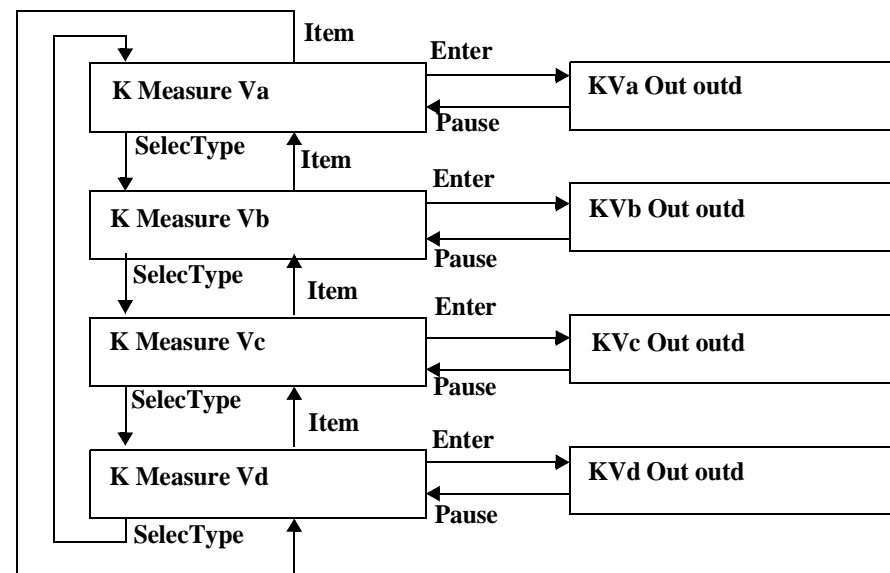 Item
Enter
K Measure Va
KVa Out outd
Pause
SelecType
Item
Enter
K Measure Vb
KVb Out outd
Pause
SelecType
Item
Enter
K Measure Vc
KVc Out outd
Pause
SelecType
Item
Enter
K Measure Vd
KVd Out outd
Pause
SelecType